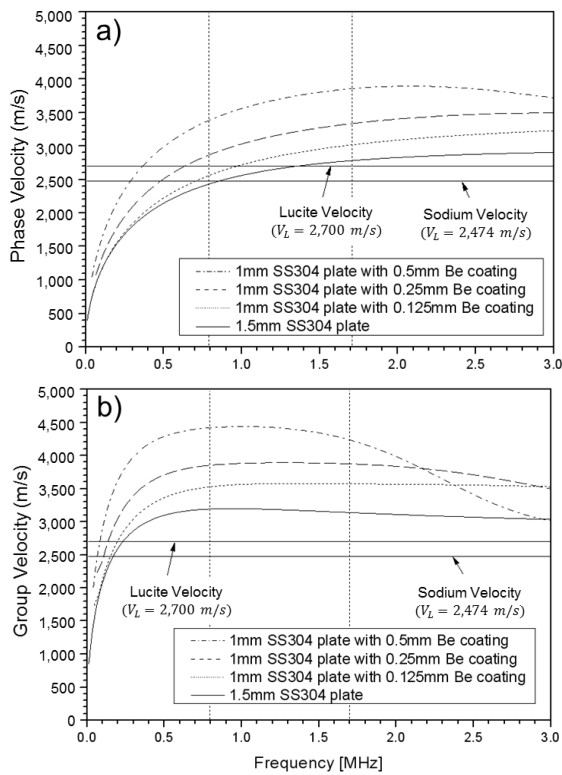 a)
5,000
4,500
4,000
3,500
3,000
2,500
2,000
1,500
1,000
500
0
Phase Velocity (m/s)
Lucite Velocity
(V_L = 2,700 m/s)
Sodium Velocity
(V_L = 2,474 m/s)
1mm SS304 plate with 0.5mm Be coating
1mm SS304 plate with 0.25mm Be coating
1mm SS304 plate with 0.125mm Be coating
1.5mm SS304 plate
0.0 0.5 1.0 1.5 2.0 2.5 3.0
b)
5,000
4,500
4,000
3,500
3,000
2,500
2,000
1,500
1,000
500
0
Group Velocity (m/s)
Lucite Velocity
(V_L = 2,700 m/s)
Sodium Velocity
(V_L = 2,474 m/s)
1mm SS304 plate with 0.5mm Be coating
1mm SS304 plate with 0.25mm Be coating
1mm SS304 plate with 0.125mm Be coating
1.5mm SS304 plate
0.0 0.5 1.0 1.5 2.0 2.5 3.0
Frequency [MHz]